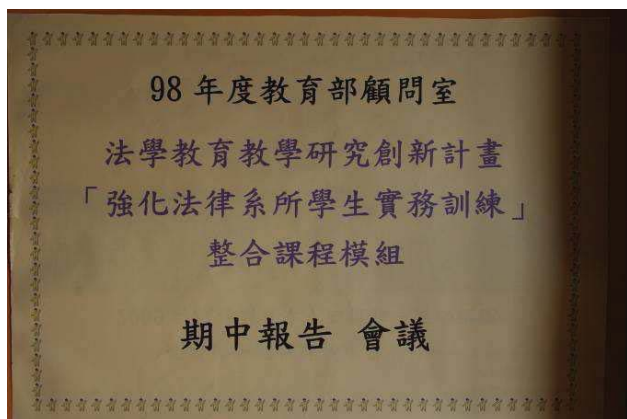 98 年度教育部顧問室
法學教育教學研究創新計畫
「強化法律系所學生實務訓練」
整合課程模組
期中報告 會議